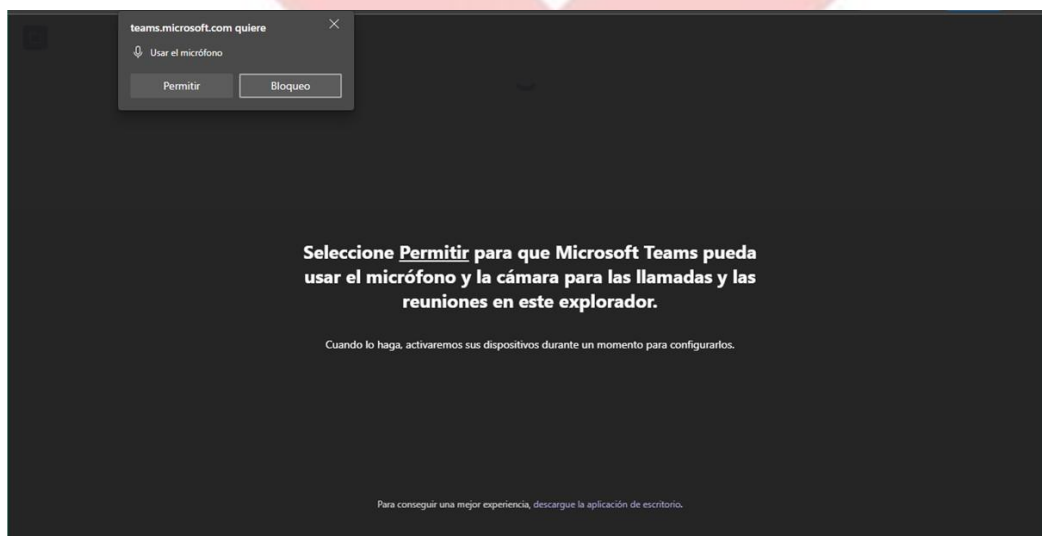 teams.microsoft.com quiere
Usar el micrófono
Permitir
Bloqueo
Seleccione Permitir para que Microsoft Teams pueda
usar el micrófono y la cámara para las llamadas y las
reuniones en este explorador.
Cuando lo haga, activaremos sus dispositivos durante un momento para configurarlos.
Para conseguir una mejor experiencia, descargue la aplicación de escritorio.